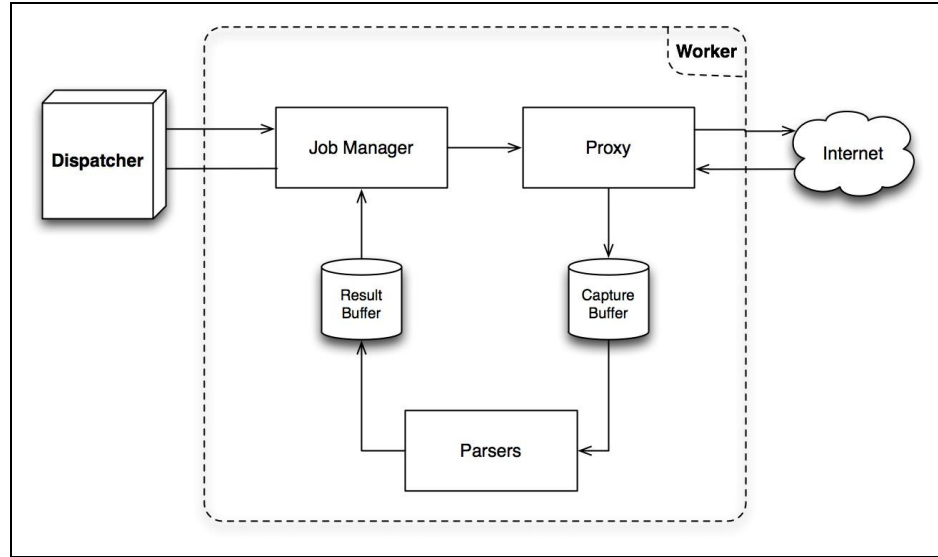 Worker
Dispatcher
Job Manager
Proxy
Internet
Result
Buffer
Capture
Buffer
Parsers